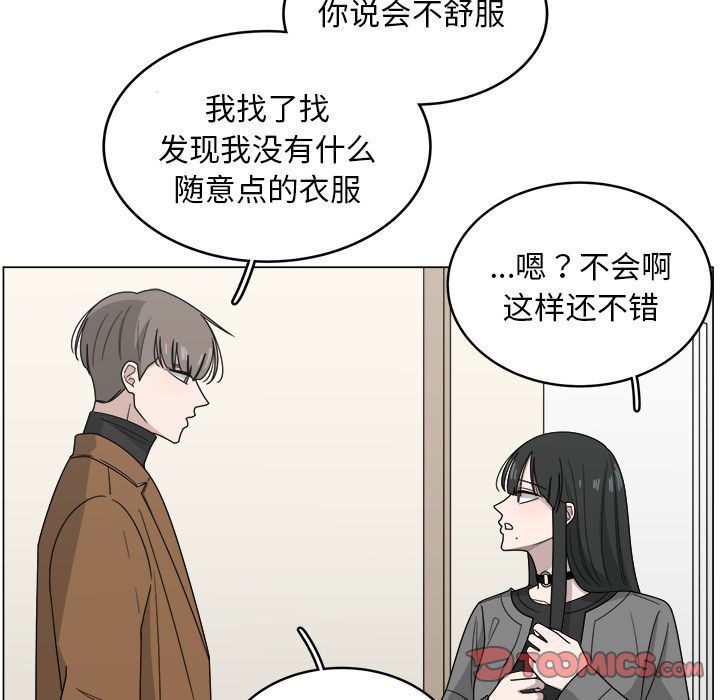 你说会不舒服
我找了找
发现我没有什么
随意点的衣服
...嗯？不会啊
这样还不错
TOOMICS.COM